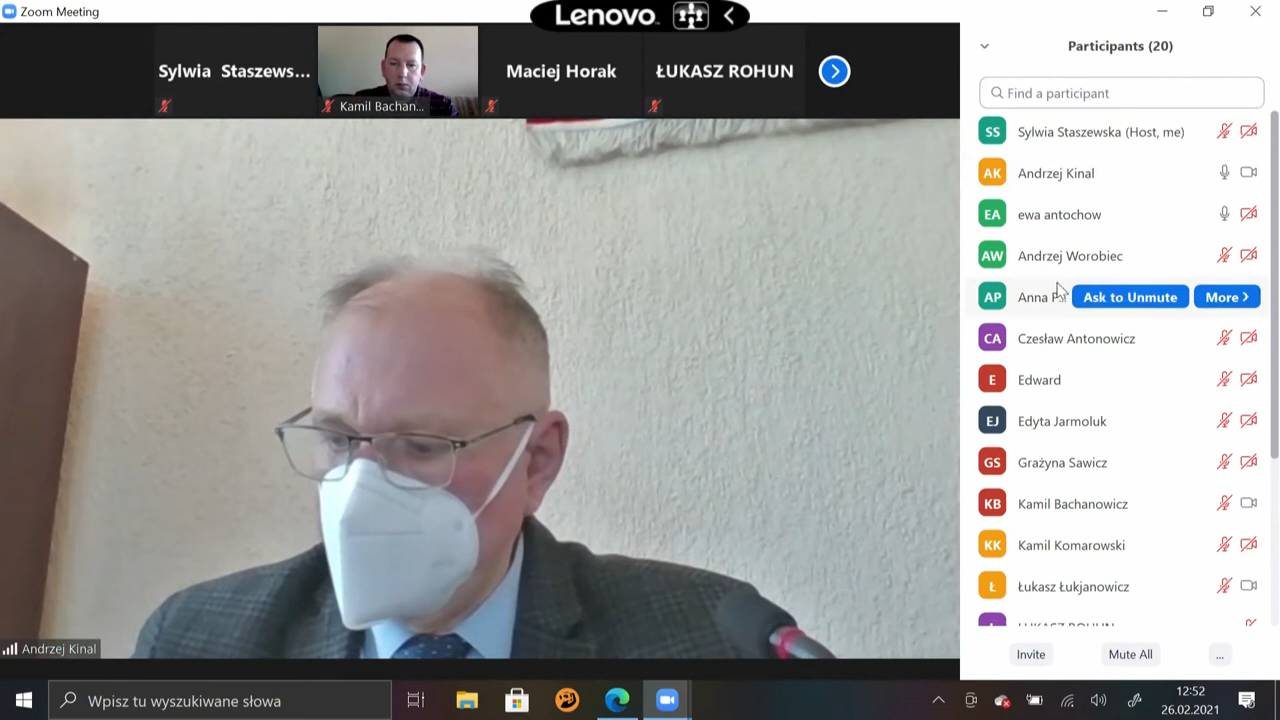 Zoom Meeting
Lenovo
Sylwia Staszews...
Kamil Bachan...
Maciej Horak
ŁUKASZ ROHUN
Andrzej Kinal
Participants (20)
Find a participant
SS Sylwia Staszewska (Host, me)
AK Andrzej Kinal
EA ewa antochow
AW Andrzej Worobiec
AP Anna Ask to Unmute More
CA Czesław Antonowicz
E Edward
EJ Edyta Jarmoluk
GS Grażyna Sawicz
KB Kamil Bachanowicz
KK Kamil Komarowski
Ł Łukasz Łukjanowicz
ŁUKASZ ROHUN
Invite Mute All ...
Wpisz tu wyszukiwane słowa
12:52
26.02.2021